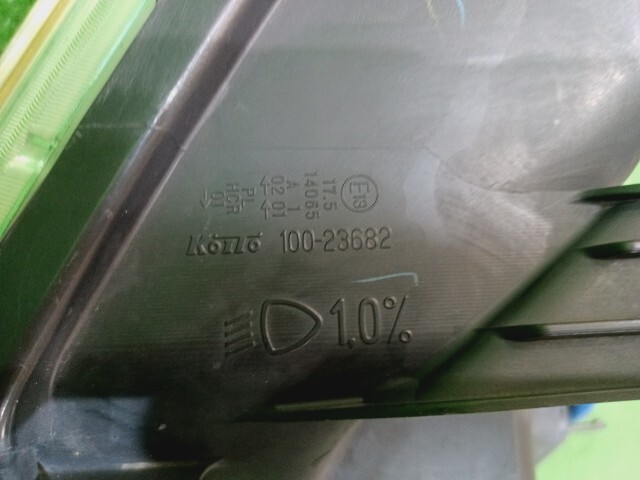 E13
17.5
14065
A 1
02 01
PL
HCR
01
KOITO 100-23682
1,0%